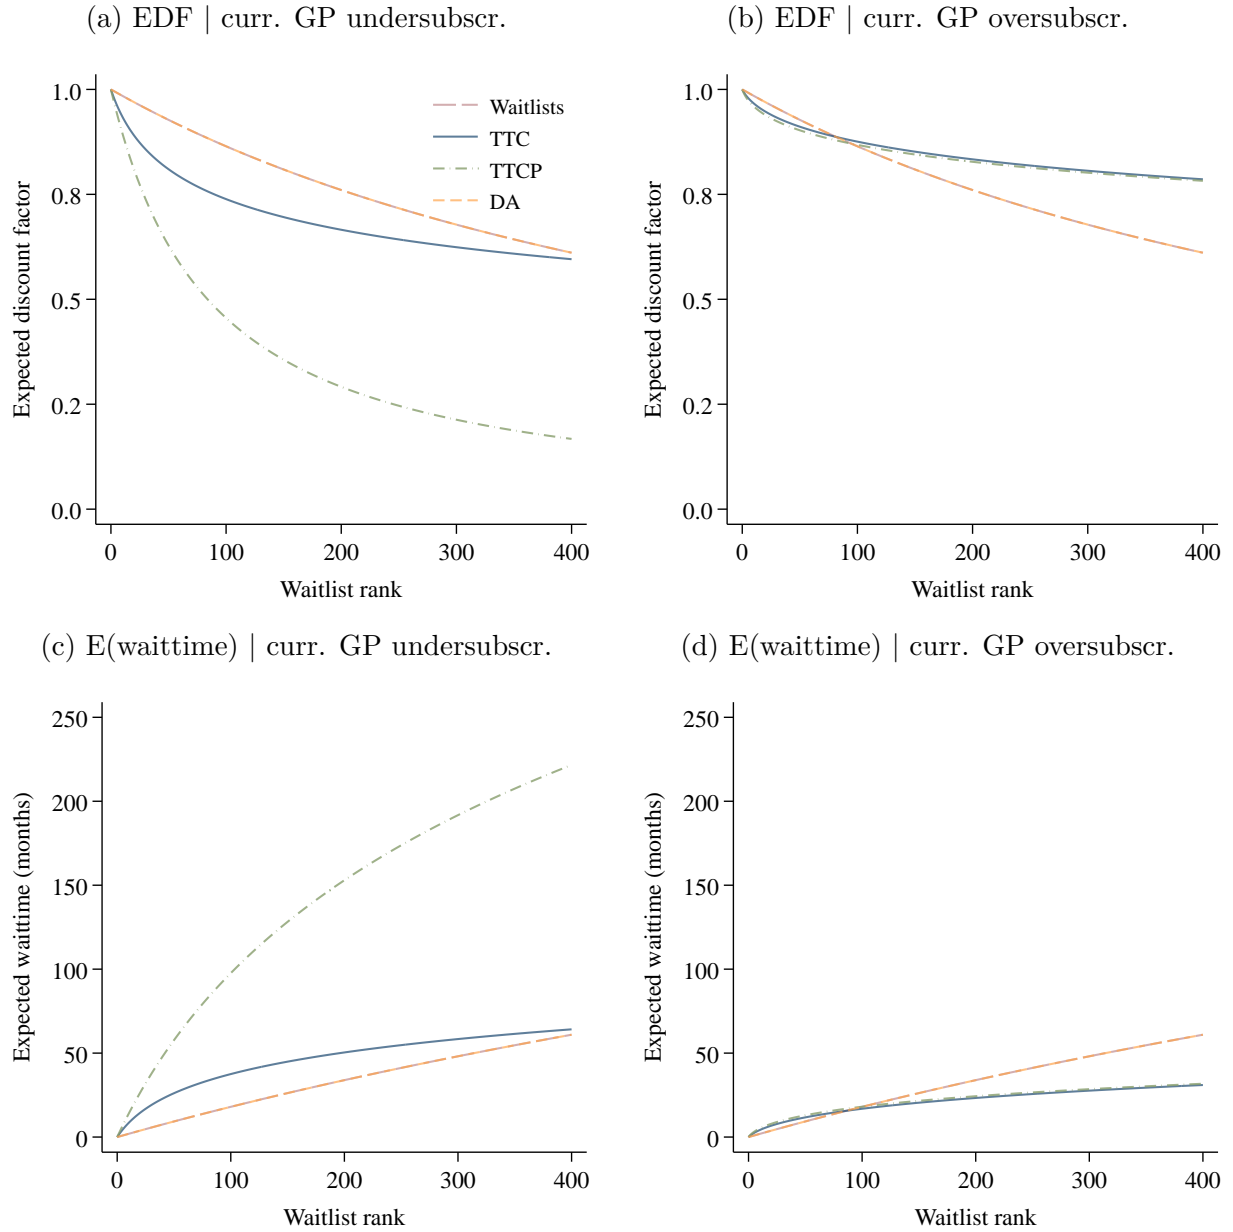 (a) EDF | curr. GP undersubscr.
1.0
0.8
0.5
0.2
0.0
Expected discount factor
0 100 200 300 400
Waitlist rank
Waitlists
TTC
TTCP
DA
(b) EDF | curr. GP oversubscr.
1.0
0.8
0.5
0.2
0.0
Expected discount factor
0 100 200 300 400
Waitlist rank
(c) E(waittime) | curr. GP undersubscr.
250
200
150
100
50
0
Expected waittime (months)
0 100 200 300 400
Waitlist rank
(d) E(waittime) | curr. GP oversubscr.
250
200
150
100
50
0
Expected waittime (months)
0 100 200 300 400
Waitlist rank